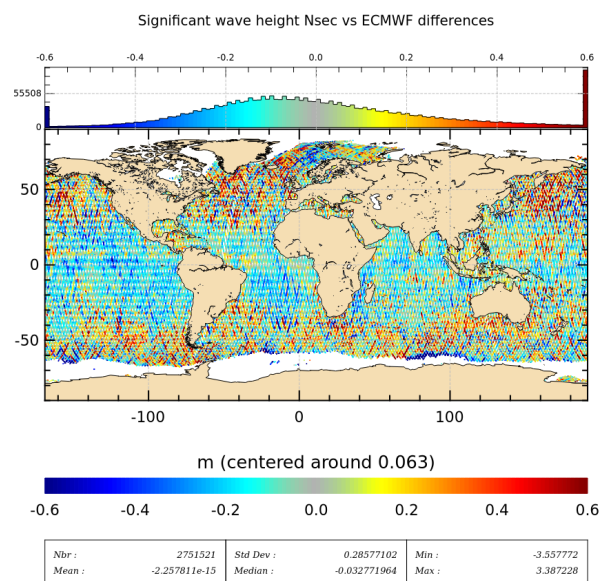 Significant wave height Nsec vs ECMWF differences
-0.6 -0.4 -0.2 0.0 0.2 0.4 0.6
55508
0
50
0
-50
-100 0 100
m (centered around 0.063)
-0.6 -0.4 -0.2 0.0 0.2 0.4 0.6
Nbr : 2751521 Std Dev : 0.28577102 Min : -3.557772
Mean : -2.257811e-15 Median : -0.032771964 Max : 3.387228